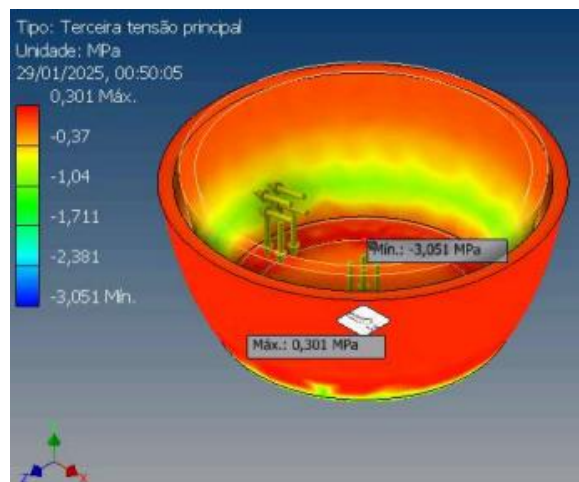 Tipo: Terceira tensão principal
Unidade: MPa
29/01/2025, 00:50:05
0,301 Máx.
-0,37
-1,04
-1,711
-2,381
-3,051 Mín.
Mín.: -3,051 MPa
Máx.: 0,301 MPa